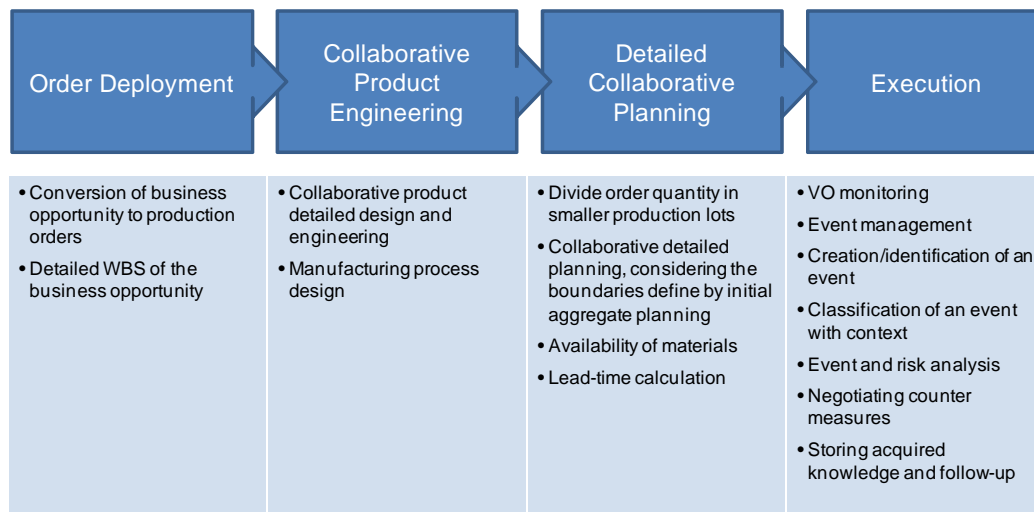 Order Deployment
Collaborative
Product
Engineering
Detailed
Collaborative
Planning
Execution
• Conversion of business
opportunity to production
orders
• Detailed WBS of the
business opportunity
• Collaborative product
detailed design and
engineering
• Manufacturing process
design
• Divide order quantity in
smaller production lots
• Collaborative detailed
planning, considering the
boundaries define by initial
aggregate planning
• Availability of materials
• Lead-time calculation
• VO monitoring
• Event management
• Creation/identification of an
event
• Classification of an event
with context
• Event and risk analysis
• Negotiating counter
measures
• Storing acquired
knowledge and follow-up